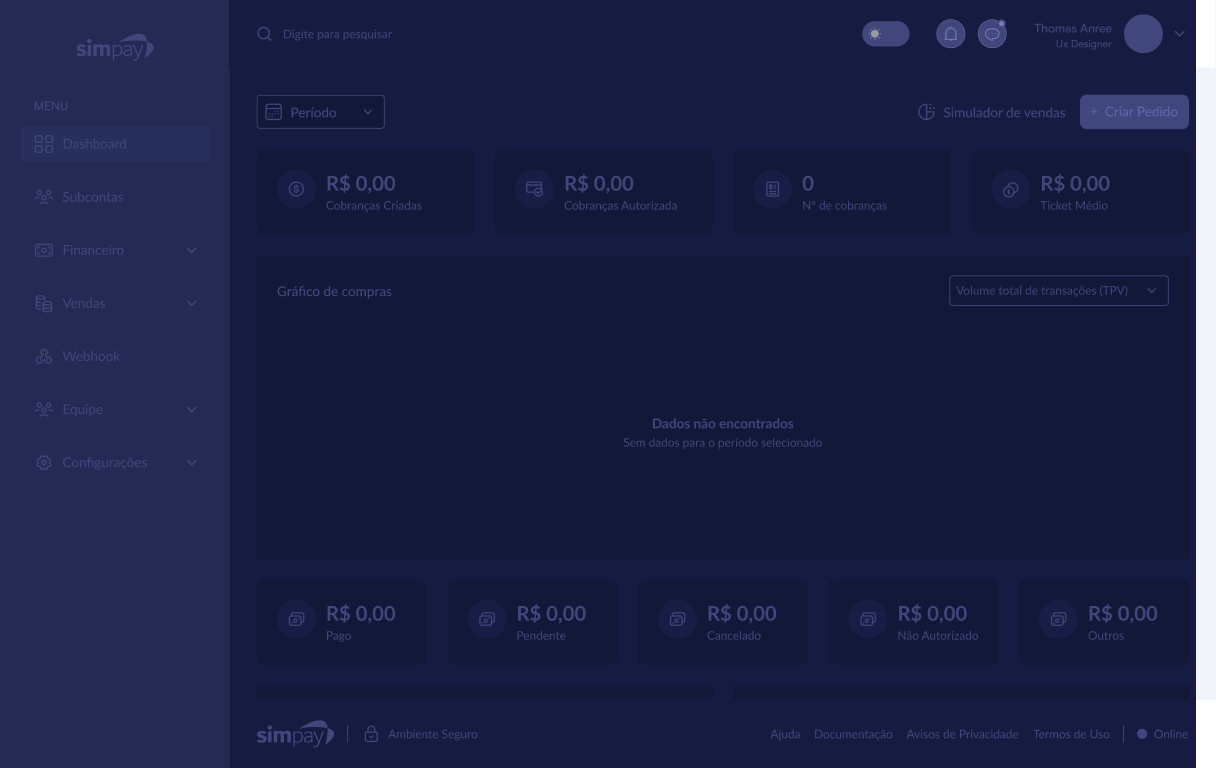 simpay
Digite para pesquisar
Thomas Anree
Ux Designer
MENU
Dashboard
Subcontas
Financeiro
Vendas
Webhook
Equipe
Configurações
Período
Simulador de vendas
+ Criar Pedido
R$ 0,00
Cobranças Criadas
R$ 0,00
Cobranças Autorizada
0
Nº de cobranças
R$ 0,00
Ticket Médio
Gráfico de compras
Volume total de transações (TPV)
Dados não encontrados
Sem dados para o período selecionado
R$ 0,00
Pago
R$ 0,00
Pendente
R$ 0,00
Cancelado
R$ 0,00
Não Autorizado
R$ 0,00
Outros
simpay
Ambiente Seguro
Ajuda
Documentação
Avisos de Privacidade
Termos de Uso
Online